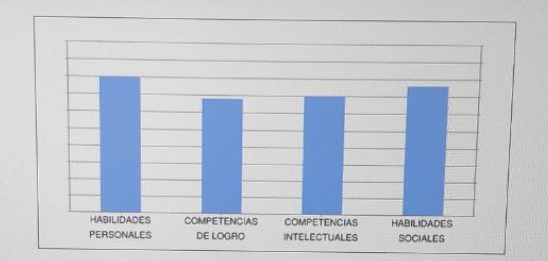 HABILIDADES
PERSONALES
COMPETENCIAS
DE LOGRO
COMPETENCIAS
INTELECTUALES
HABILIDADES
SOCIALES